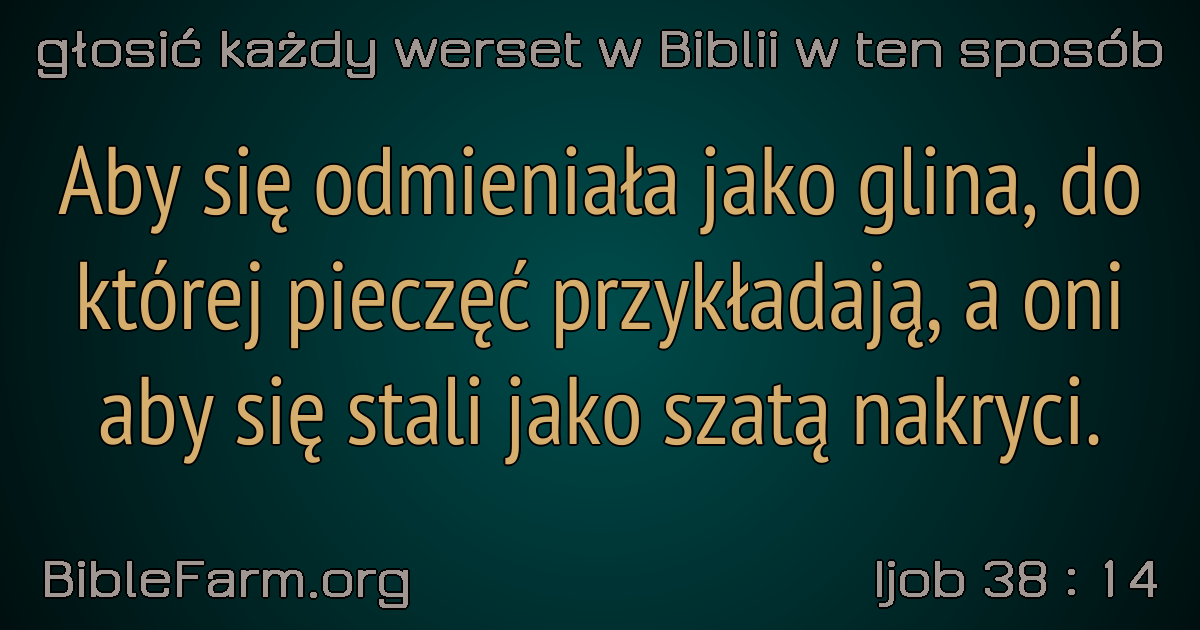 głosić każdy werset w Biblii w ten sposób
Aby się odmieniała jako glina, do
której pieczęć przykładają, a oni
aby się stali jako szatą nakryci.
BibleFarm.org
Ijob 38 : 14